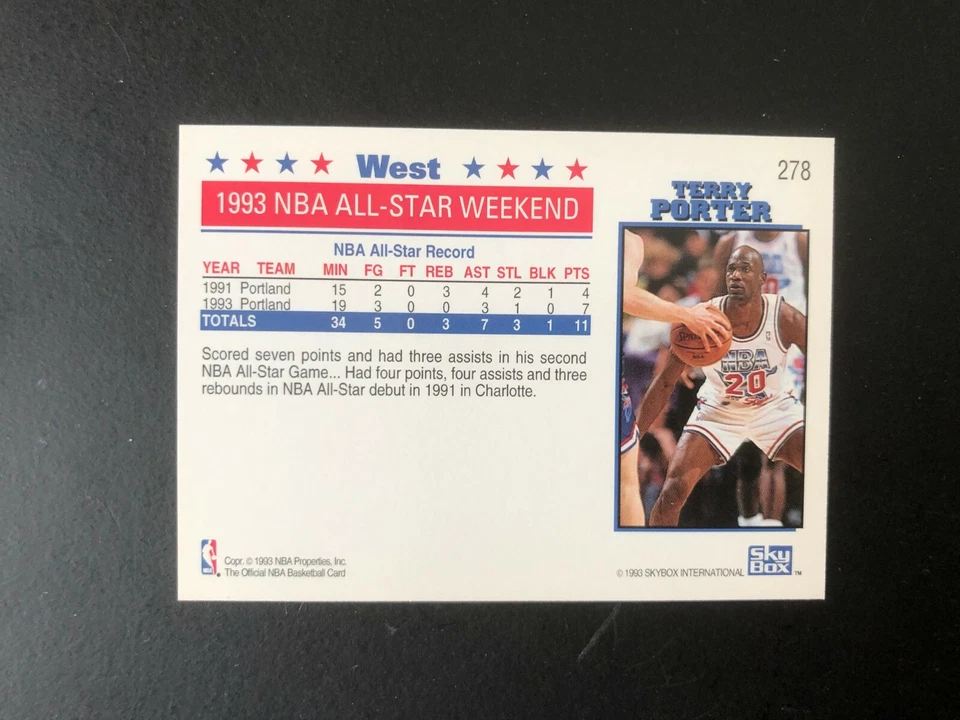 West
278
1993 NBA ALL-STAR WEEKEND
TERRY
PORTER
NBA All-Star Record
YEAR TEAM MIN FG FT REB AST STL BLK PTS
1991 Portland 15 2 0 3 4 2 1 4
1993 Portland 19 3 0 0 3 1 0 7
TOTALS 34 5 0 3 7 3 1 11
Scored seven points and had three assists in his second
NBA All-Star Game... Had four points, four assists and three
rebounds in NBA All-Star debut in 1991 in Charlotte.
NBA
20
Copr. © 1993 NBA Properties, Inc.
The Official NBA Basketball Card
© 1993 SKYBOX INTERNATIONAL
Sky
Box
TM